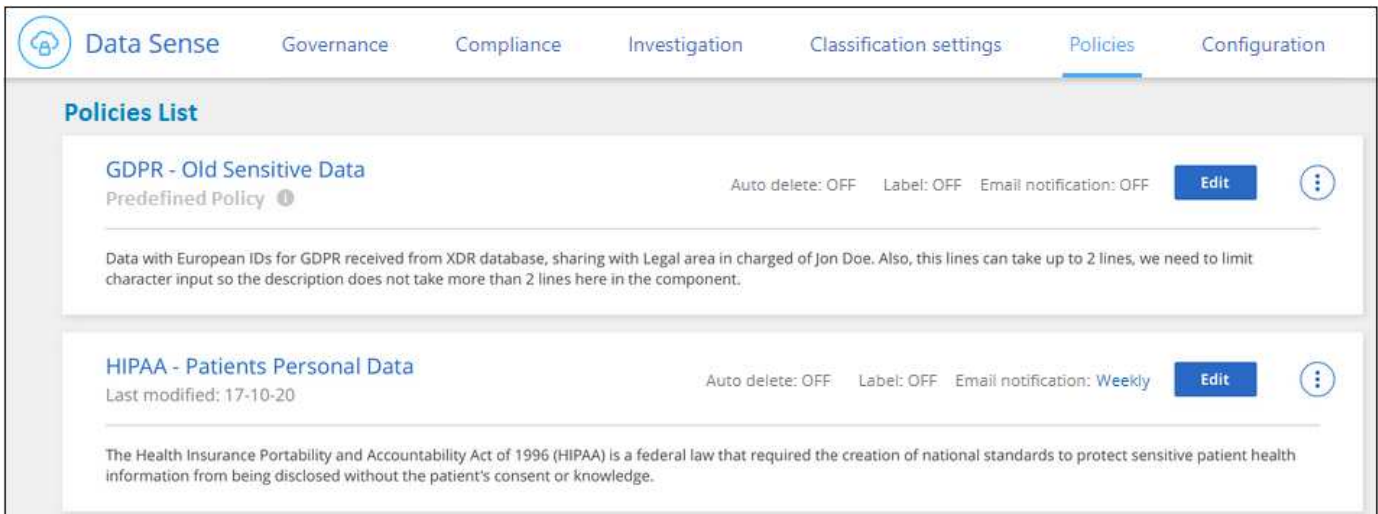 Data Sense Governance Compliance Investigation Classification settings Policies Configuration
Policies List
GDPR - Old Sensitive Data
Predefined Policy i
Auto delete: OFF Label: OFF Email notification: OFF Edit
Data with European IDs for GDPR received from XDR database, sharing with Legal area in charged of Jon Doe. Also, this lines can take up to 2 lines, we need to limit
character input so the description does not take more than 2 lines here in the component.
HIPAA - Patients Personal Data
Last modified: 17-10-20
Auto delete: OFF Label: OFF Email notification: Weekly Edit
The Health Insurance Portability and Accountability Act of 1996 (HIPAA) is a federal law that required the creation of national standards to protect sensitive patient health
information from being disclosed without the patient's consent or knowledge.